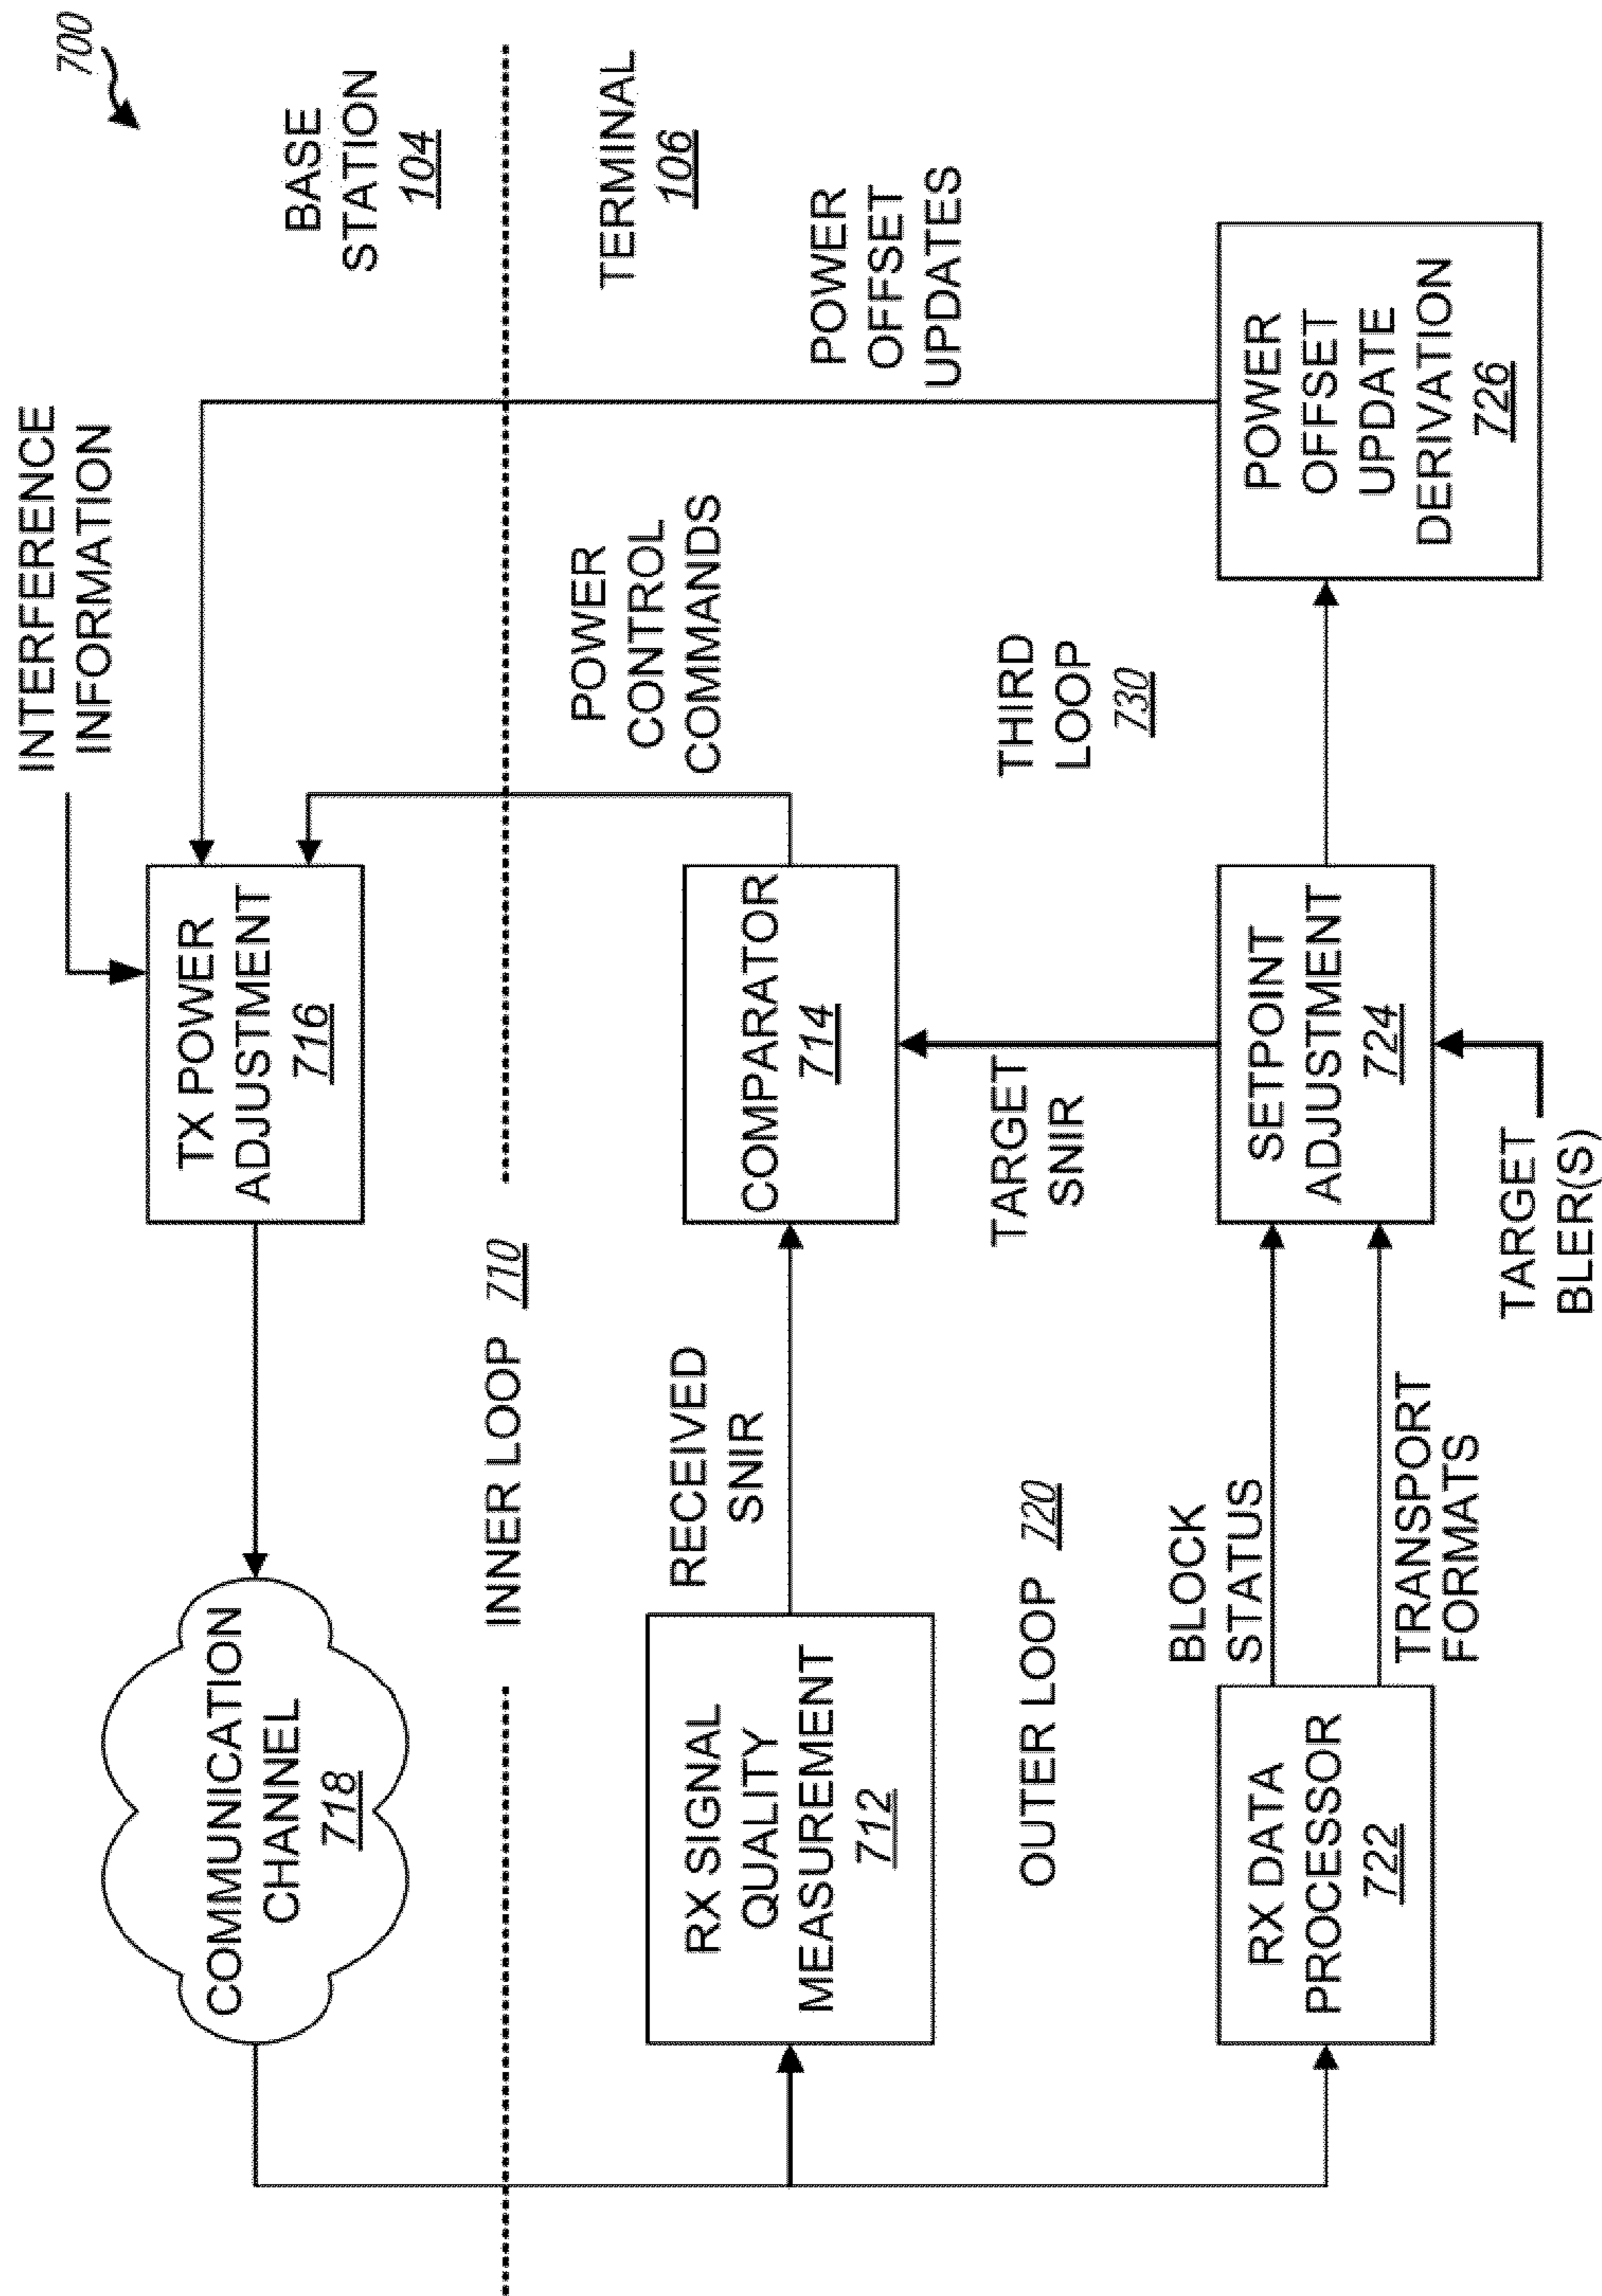 700
INTERFERENCE
INFORMATION
BASE
STATION
104
COMMUNICATION
CHANNEL
718
TX POWER
ADJUSTMENT
716
INNER LOOP 710
TERMINAL
106
POWER
CONTROL
COMMANDS
POWER
OFFSET
UPDATES
RX SIGNAL
QUALITY
MEASUREMENT
712
RECEIVED
SNIR
COMPARATOR
714
OUTER LOOP 720
TARGET
SNIR
THIRD
LOOP
730
RX DATA
PROCESSOR
722
BLOCK
STATUS
TRANSPORT
FORMATS
SETPOINT
ADJUSTMENT
724
POWER
OFFSET
UPDATE
DERIVATION
726
TARGET
BLER(S)